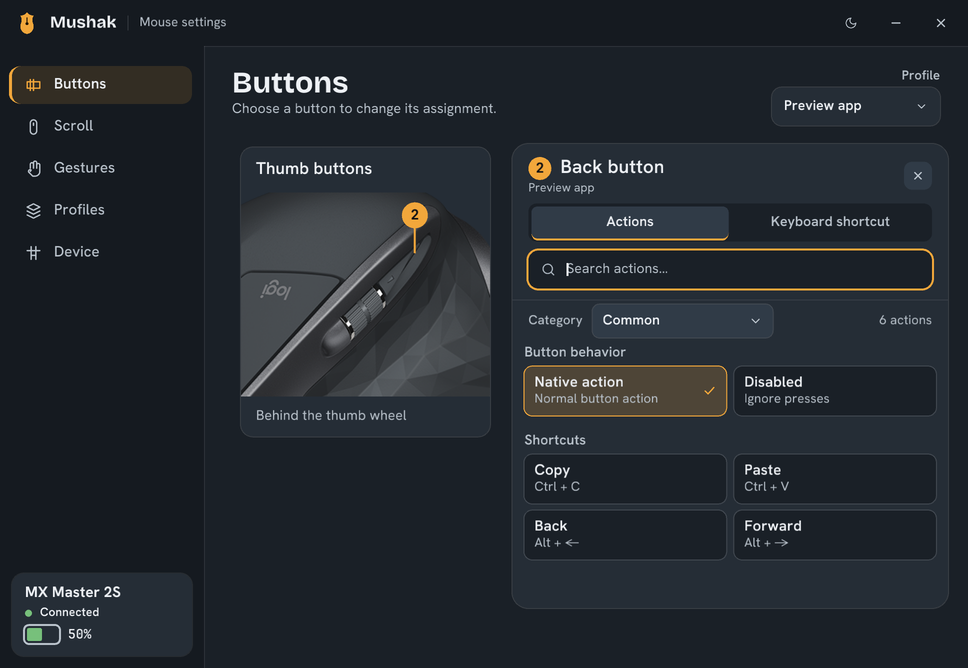 Mushak
Mouse settings
Buttons
Scroll
Gestures
Profiles
Device
MX Master 2S
Connected
50%
Buttons
Choose a button to change its assignment.
Profile
Preview app
Thumb buttons
2
logi
Behind the thumb wheel
2 Back button
Preview app
Actions
Keyboard shortcut
Search actions...
Category
Common
6 actions
Button behavior
Native action
Normal button action
Disabled
Ignore presses
Shortcuts
Copy
Ctrl + C
Paste
Ctrl + V
Back
Alt + ←
Forward
Alt + →